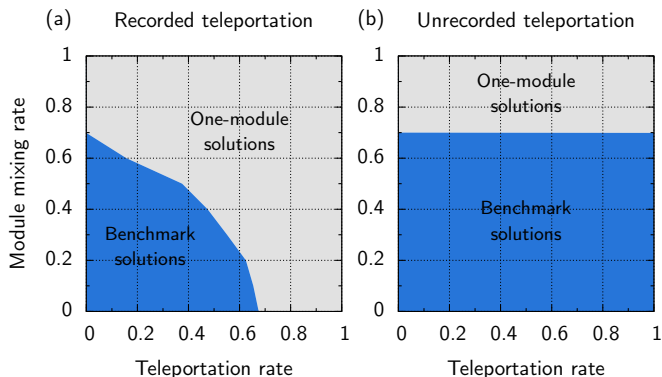 (a) Recorded teleportation
(b) Unrecorded teleportation
Module mixing rate
1
0.8
0.6
0.4
0.2
0
One-module
solutions
Benchmark
solutions
0 0.2 0.4 0.6 0.8 1
Teleportation rate
1
0.8
0.6
0.4
0.2
0
One-module
solutions
Benchmark
solutions
0 0.2 0.4 0.6 0.8 1
Teleportation rate